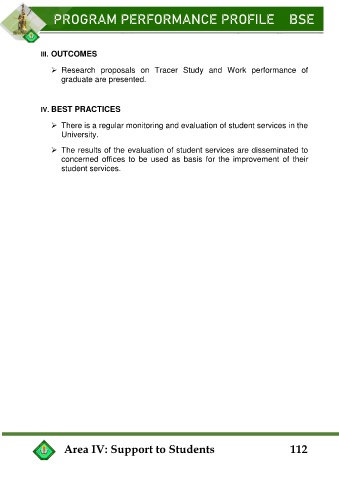 PROGRAM PERFORMANCE PROFILE BSE
III. OUTCOMES
➢ Research proposals on Tracer Study and Work performance of
graduate are presented.
IV. BEST PRACTICES
➢ There is a regular monitoring and evaluation of student services in the
University.
➢ The results of the evaluation of student services are disseminated to
concerned offices to be used as basis for the improvement of their
student services.
Area IV: Support to Students 112